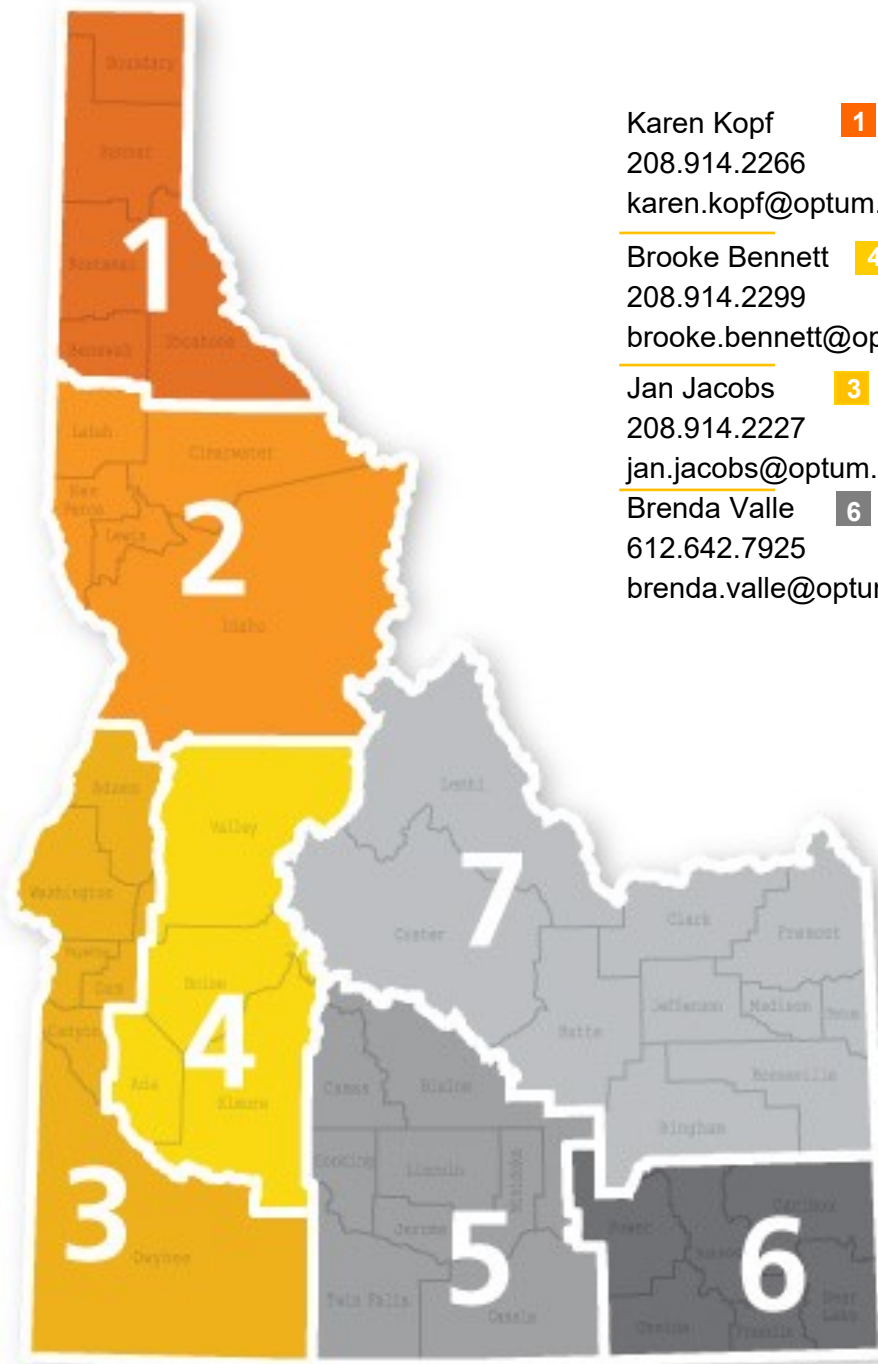 Karen Kopf 1
208.914.2266
karen.kopf@optum.
Brooke Bennett 4
208.914.2299
brooke.bennett@op
Jan Jacobs 3
208.914.2227
jan.jacobs@optum.
Brenda Valle 6
612.642.7925
brenda.valle@optu
Boundary
Bonner
1
Kootenai
Benewah Shoshone
Latah
Clearwater
Nez
Perce
Lewis
2
Idaho
Adams
Valley
Lemhi
Washington
7
Custer
Clark
Fremont
Payette
Gem
Boise
Canyon
4
Jefferson Madison Teton
Butte
Ada
Elmore
Camas
Blaine
Bonneville
Bingham
Gooding
Lincoln
Minidoka
3
Owyhee
Jerome
5
Twin Falls
Cassia
Power
Caribou
Bannock
6
Bear
Lake
Oneida
Franklin